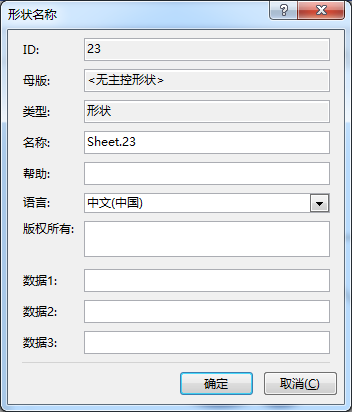 形状名称
ID: 23
母版: <无主控形状>
类型: 形状
名称: Sheet.23
帮助:
语言: 中文(中国)
版权所有:
数据1:
数据2:
数据3:
确定 取消(C)